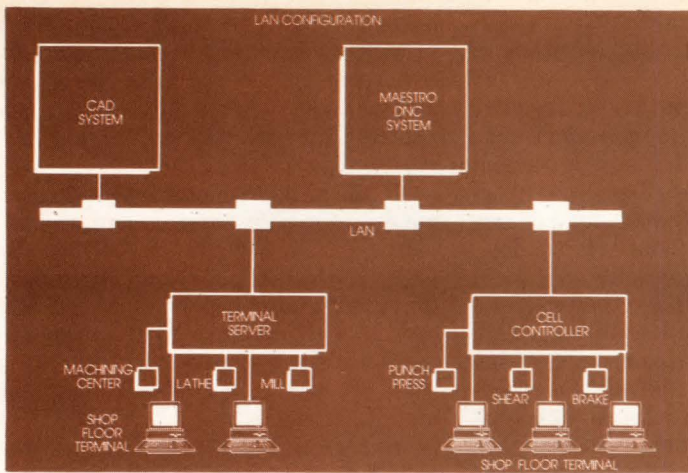 LAN CONFIGURATION
CAD
SYSTEM
MAESTRO
DNC
SYSTEM
LAN
TERMINAL
SERVER
CELL
CONTROLLER
MACHINING
CENTER
LATHE
MILL
PUNCH
PRESS
SHEAR
BRAKE
SHOP
FLOOR
TERMINAL
SHOP FLOOR TERMINAL